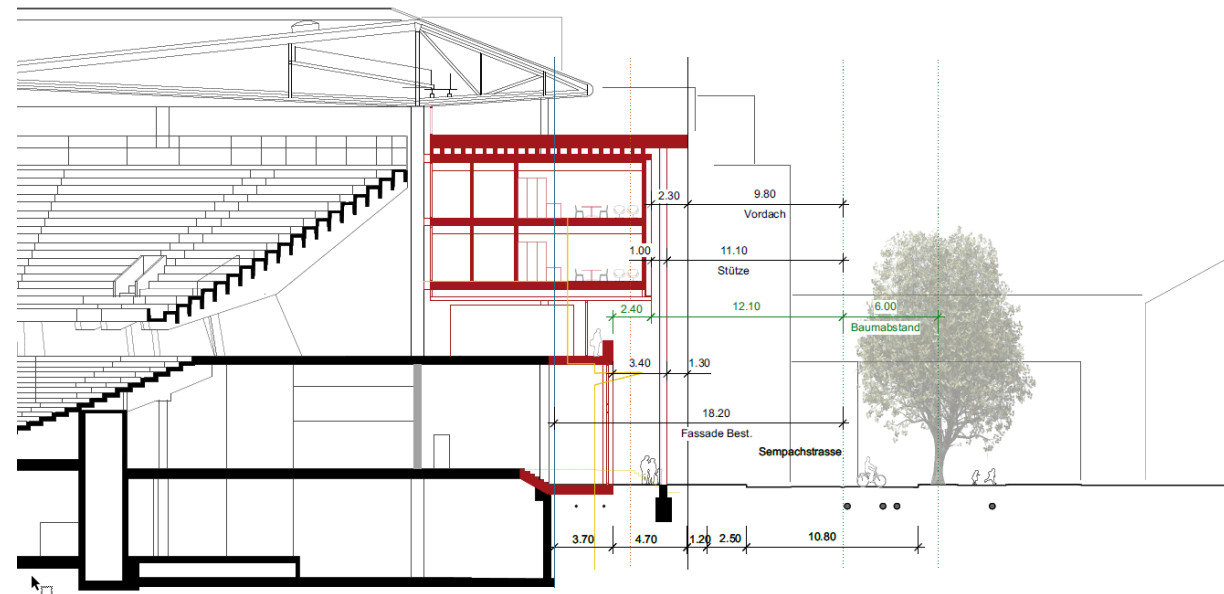 2.30 9.80
Vordach
1.00 11.10
Stütze
2.40 12.10 6.00
Baumabstand
3.40 1.30
18.20
Fassade Best.
Sempachstrasse
3.70 4.70 1.20 2.50 10.80